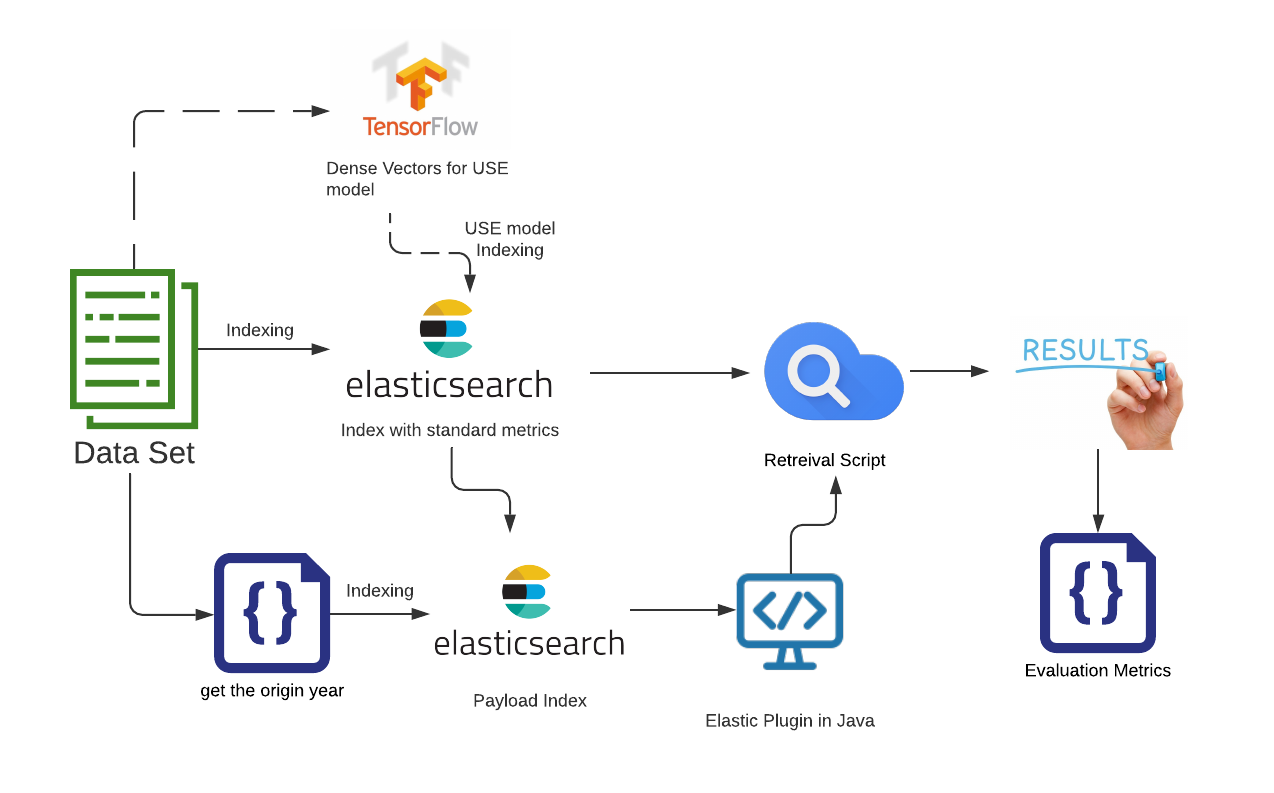 TensorFlow
Dense Vectors for USE
model
USE model
Indexing
Indexing
elasticsearch
Index with standard metrics
Data Set
RESULTS
Retreival Script
Indexing
get the origin year
elasticsearch
Payload Index
Elastic Plugin in Java
Evaluation Metrics